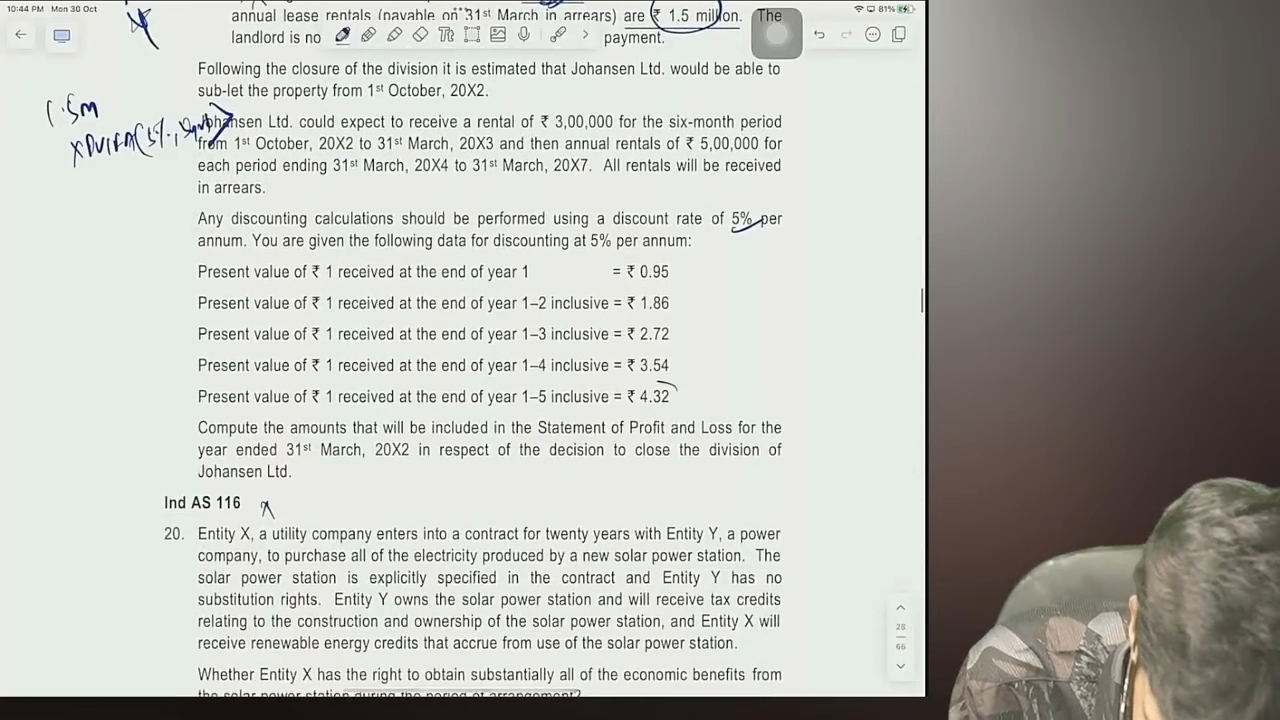 10:44 PM Mon 30 Oct
81%
annual lease rentals (payable on 31st March in arrears) are ₹ 1.5 million. The
landlord is no
payment.
Following the closure of the division it is estimated that Johansen Ltd. would be able to
sub-let the property from 1st October, 20X2.
1.5m
Johansen Ltd. could expect to receive a rental of ₹ 3,00,000 for the six-month period
from 1st October, 20X2 to 31st March, 20X3 and then annual rentals of ₹ 5,00,000 for
each period ending 31st March, 20X4 to 31st March, 20X7. All rentals will be received
in arrears.
Any discounting calculations should be performed using a discount rate of 5% per
annum. You are given the following data for discounting at 5% per annum:
Present value of ₹ 1 received at the end of year 1 = ₹ 0.95
Present value of ₹ 1 received at the end of year 1–2 inclusive = ₹ 1.86
Present value of ₹ 1 received at the end of year 1–3 inclusive = ₹ 2.72
Present value of ₹ 1 received at the end of year 1–4 inclusive = ₹ 3.54
Present value of ₹ 1 received at the end of year 1–5 inclusive = ₹ 4.32
Compute the amounts that will be included in the Statement of Profit and Loss for the
year ended 31st March, 20X2 in respect of the decision to close the division of
Johansen Ltd.
Ind AS 116
20. Entity X, a utility company enters into a contract for twenty years with Entity Y, a power
company, to purchase all of the electricity produced by a new solar power station. The
solar power station is explicitly specified in the contract and Entity Y has no
substitution rights. Entity Y owns the solar power station and will receive tax credits
relating to the construction and ownership of the solar power station, and Entity X will
receive renewable energy credits that accrue from use of the solar power station.
Whether Entity X has the right to obtain substantially all of the economic benefits from
the solar power station during the period of arrangement?
28
66